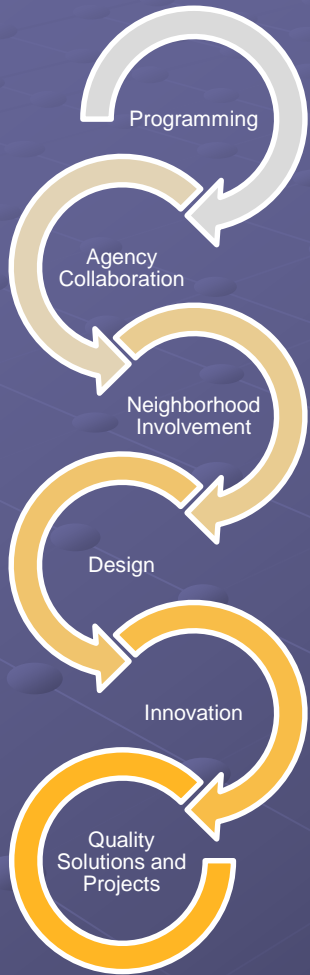 Programming
Agency
Collaboration
Neighborhood
Involvement
Design
Innovation
Quality
Solutions and
Projects